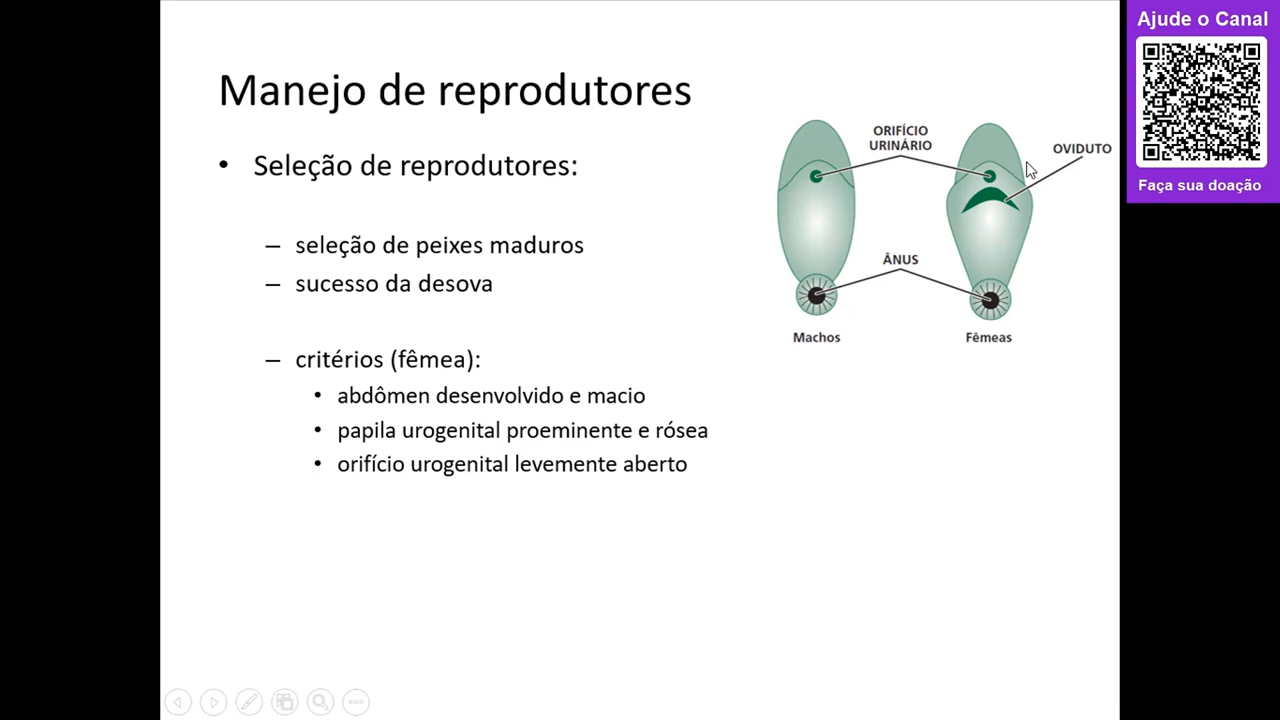 Manejo de reprodutores
• Seleção de reprodutores:
– seleção de peixes maduros
– sucesso da desova
– critérios (fêmea):
• abdômen desenvolvido e macio
• papila urogenital proeminente e rósea
• orifício urogenital levemente aberto
ORIFÍCIO
URINÁRIO
OVIDUTO
ÂNUS
Machos
Fêmeas
Ajude o Canal
Faça sua doação